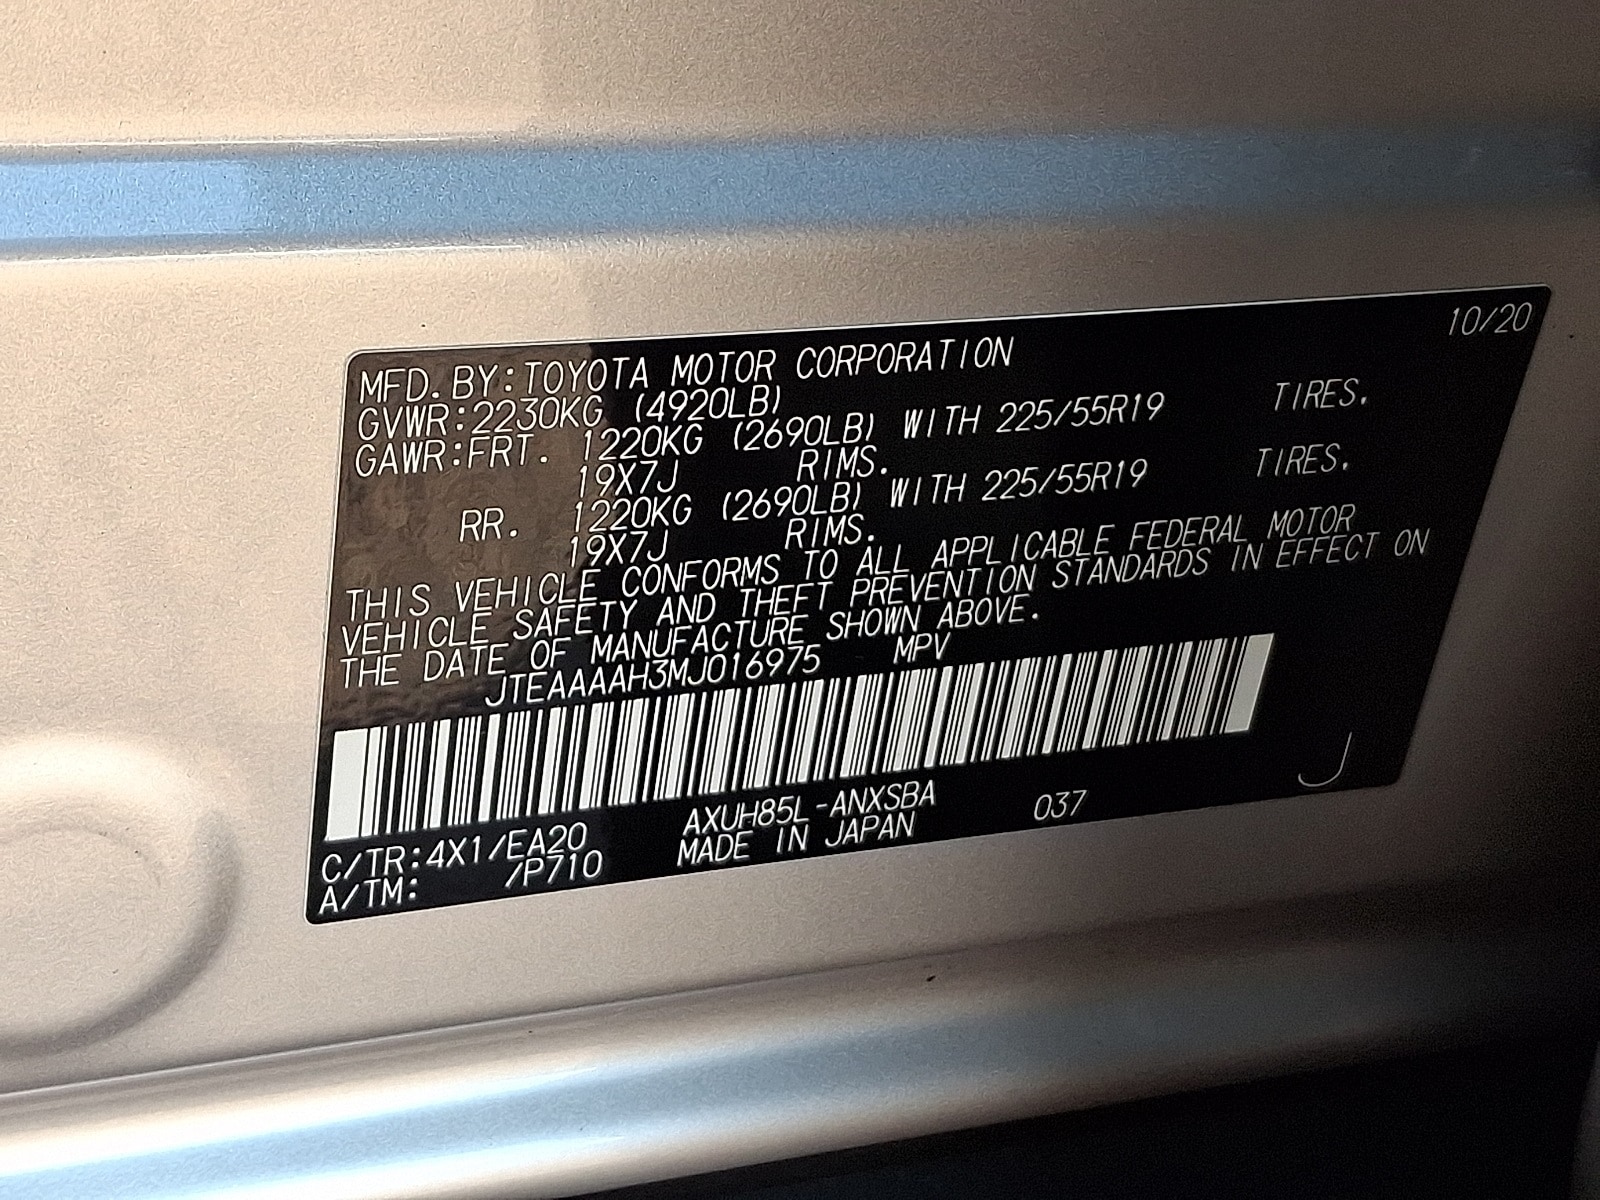 10/20
MFD. BY: TOYOTA MOTOR CORPORATION
GVWR: 2230KG (4920LB)
GAWR: FRT. 1220KG (2690LB) WITH 225/55R19 TIRES.
19X7J RIMS.
RR. 1220KG (2690LB) WITH 225/55R19 TIRES.
19X7J RIMS.
THIS VEHICLE CONFORMS TO ALL APPLICABLE FEDERAL MOTOR
VEHICLE SAFETY AND THEFT PREVENTION STANDARDS IN EFFECT ON
THE DATE OF MANUFACTURE SHOWN ABOVE.
JTEAAAAH3MJ016975 MPV
C/TR: 4X1/EA20 AXUH85L-ANXSBA 037 J
A/TM: /P710 MADE IN JAPAN